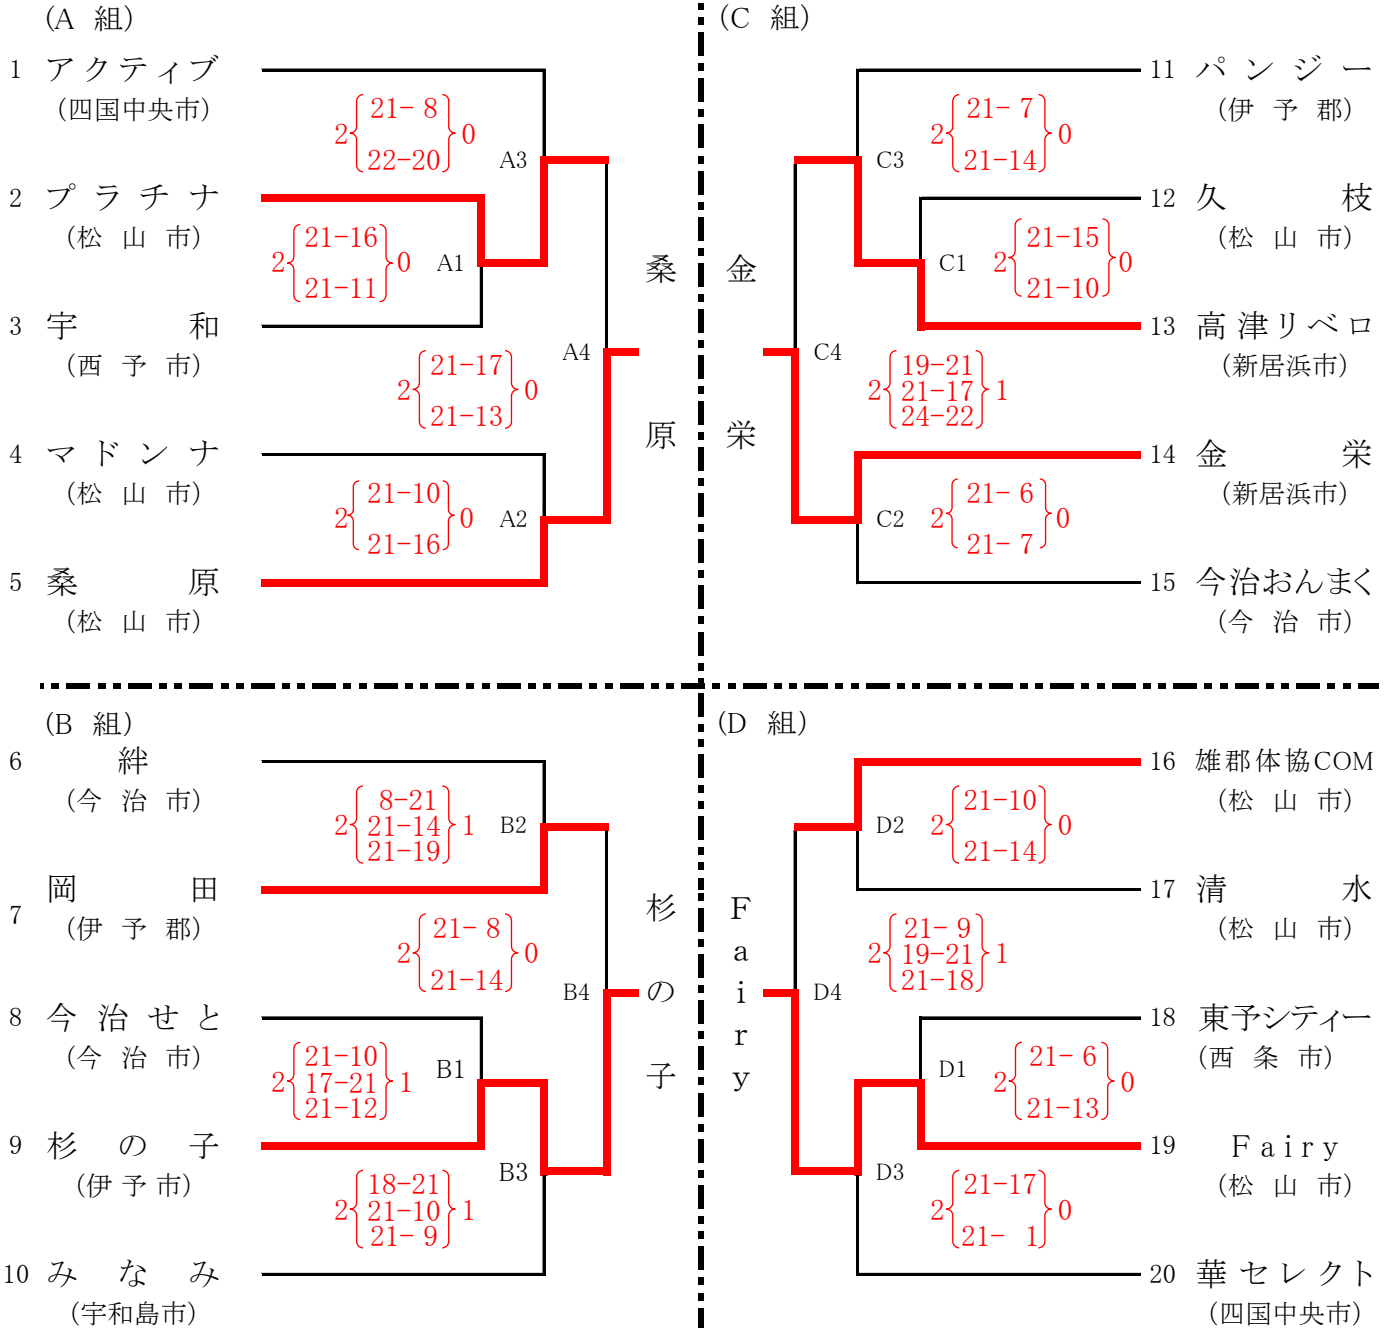 (A 組)
1 アクティブ
(四国中央市)
2 21- 8 0
22-20
A3
2 プラチナ
(松山市)
2 21-16 0
21-11
A1
3 宇和
(西予市)
2 21-17 0
21-13
A4
4 マドンナ
(松山市)
2 21-10 0
21-16
A2
5 桑原
(松山市)
桑原
(B 組)
6 絆
(今治市)
2 8-21 1
21-14
21-19
B2
7 岡田
(伊予郡)
2 21- 8 0
21-14
B4
8 今治せと
(今治市)
2 21-10 1
17-21
21-12
B1
9 杉の子
(伊予市)
2 18-21 1
21-10
21- 9
B3
10 みなみ
(宇和島市)
杉の子
(C 組)
金栄
11 パンジー
(伊予郡)
C3
2 21- 7 0
21-14
12 久枝
(松山市)
C1
2 21-15 0
21-10
13 高津リベロ
(新居浜市)
C4
2 19-21 1
21-17
24-22
14 金栄
(新居浜市)
C2
2 21- 6 0
21- 7
15 今治おんまく
(今治市)
(D 組)
Fairy
16 雄郡体協COM
(松山市)
D2
2 21-10 0
21-14
17 清水
(松山市)
D4
2 21- 9 1
19-21
21-18
18 東予シティー
(西条市)
D1
2 21- 6 0
21-13
19 Fairy
(松山市)
D3
2 21-17 0
21- 1
20 華セレクト
(四国中央市)